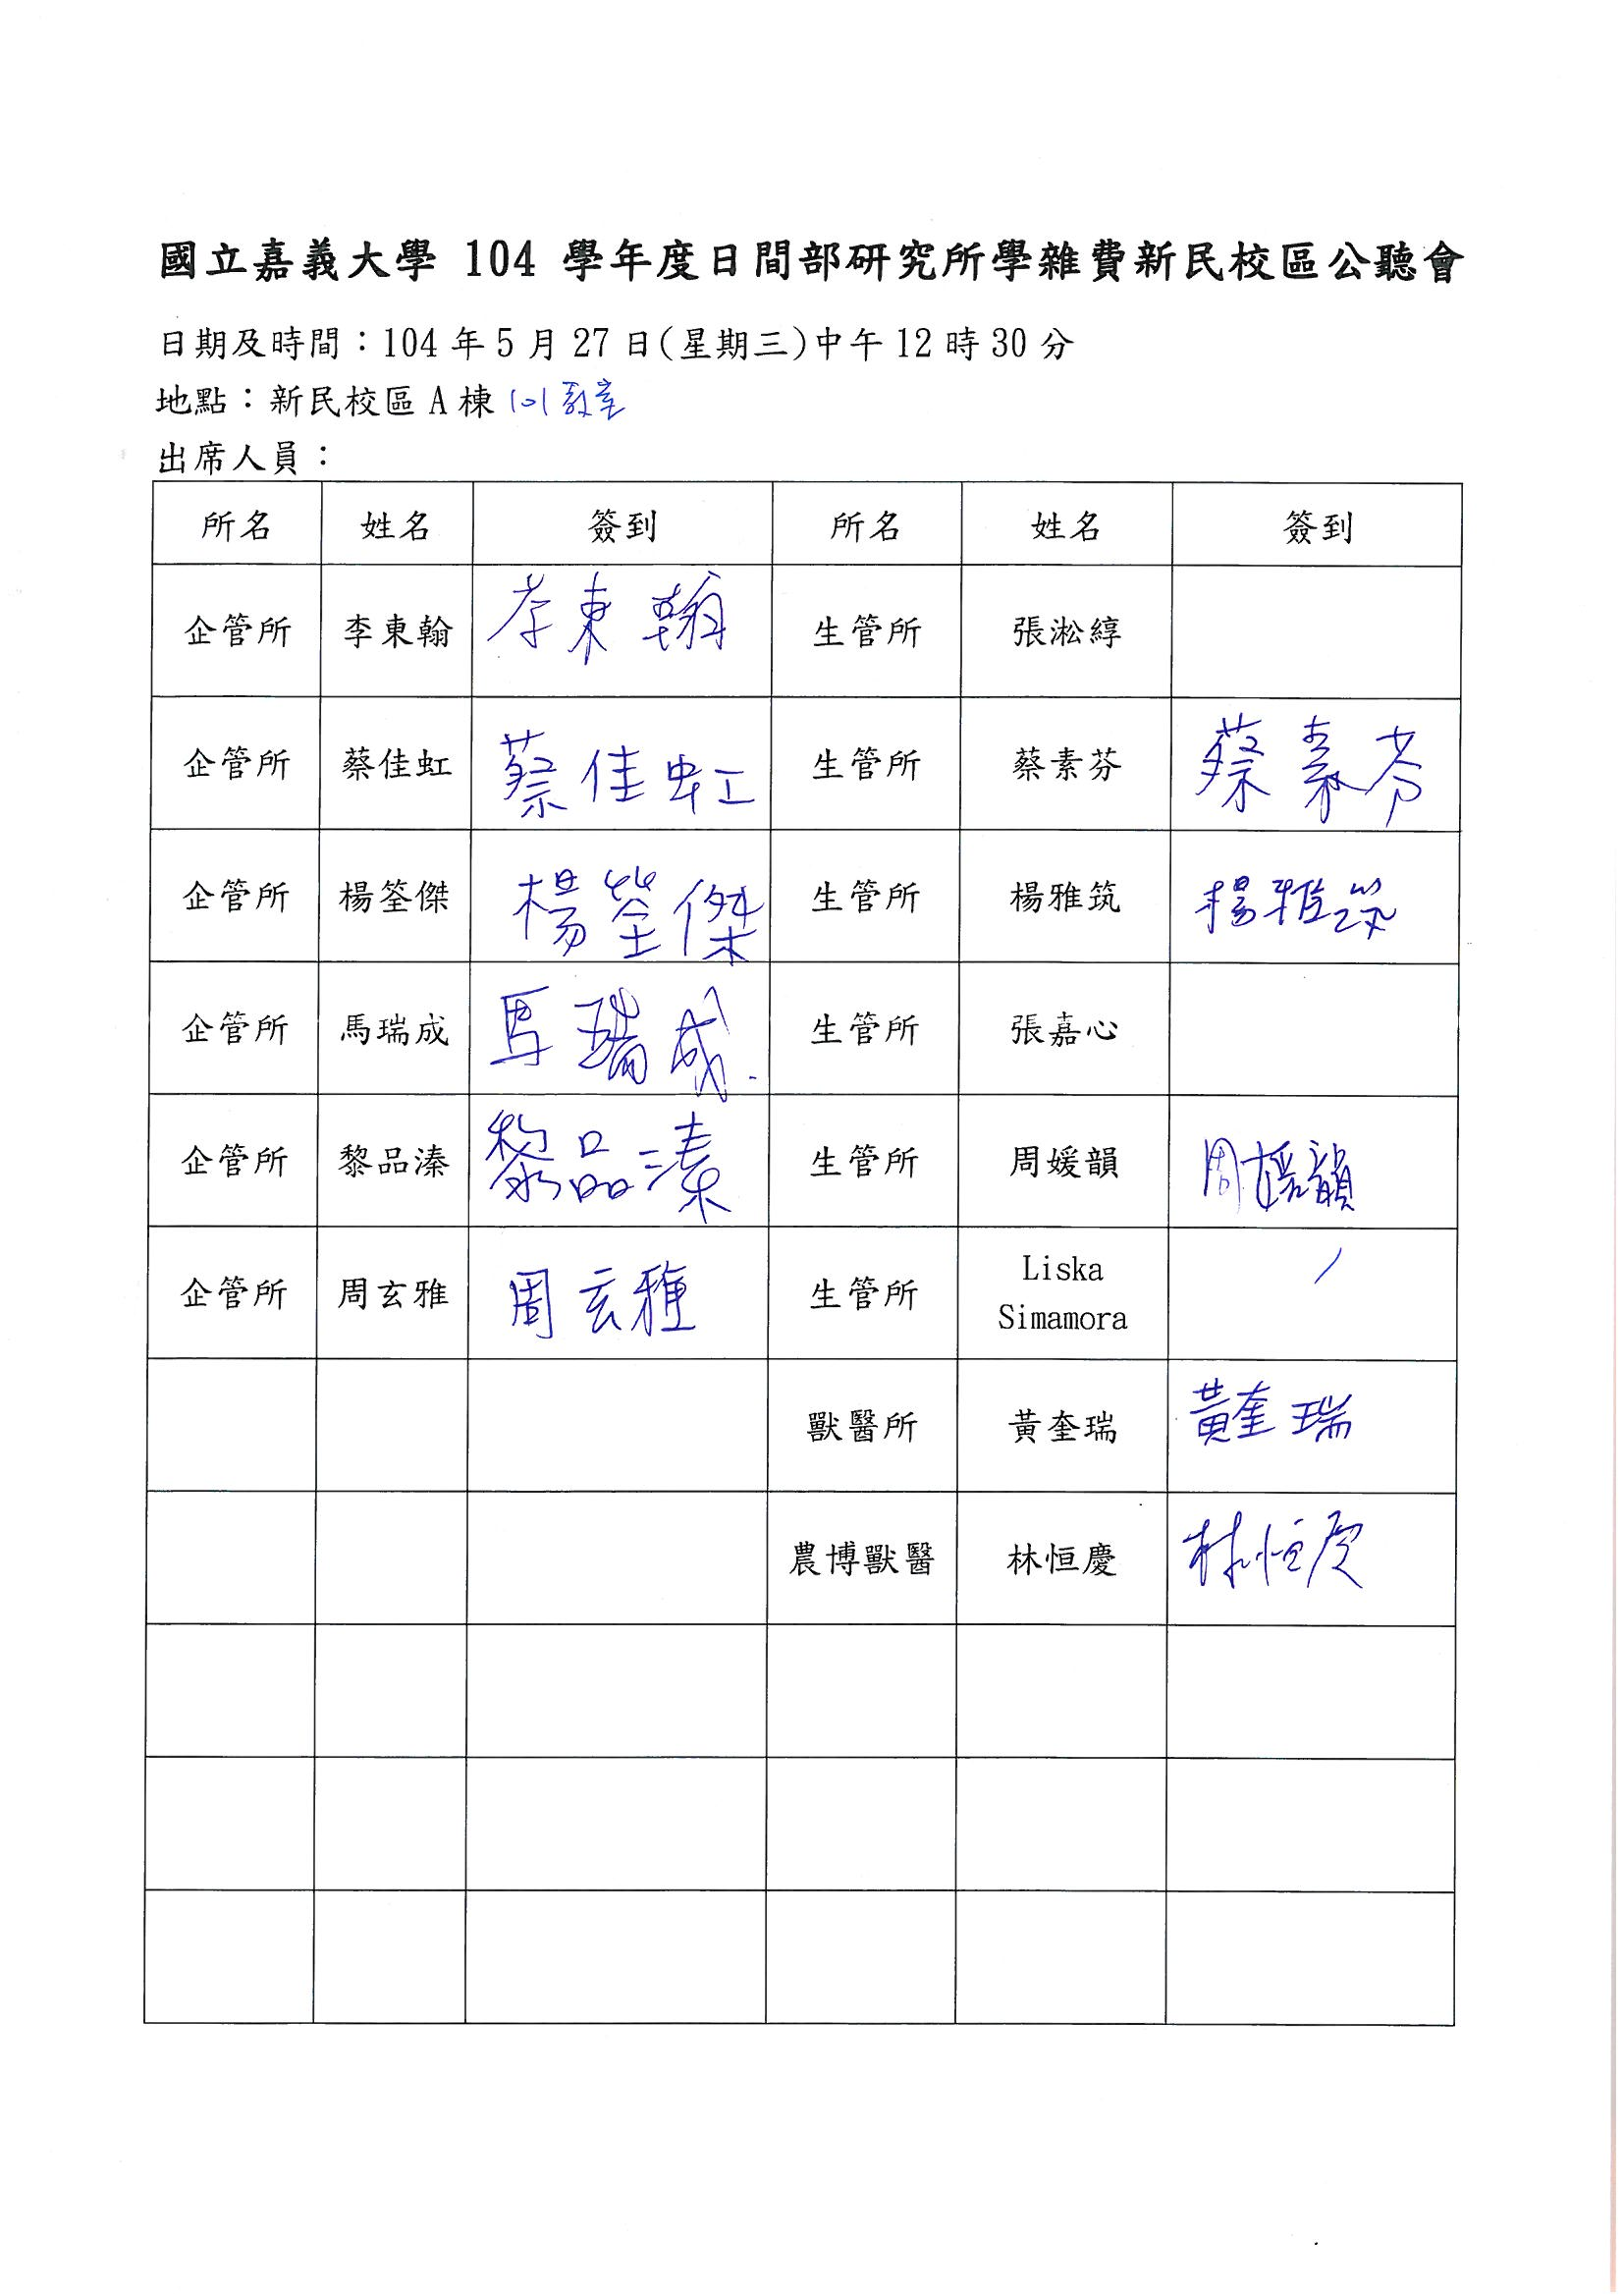 國立嘉義大學 104 學年度日間部研究所學雜費新民校區公聽會
日期及時間：104 年 5 月 27 日(星期三)中午 12 時 30 分
地點：新民校區 A 棟 101教室
出席人員：
所名 姓名 簽到 所名 姓名 簽到
企管所 李東翰 李東翰 生管所 張淞綧
企管所 蔡佳虹 蔡佳虹 生管所 蔡素芬 蔡素芬
企管所 楊筌傑 楊筌傑 生管所 楊雅筑 楊雅筑
企管所 馬瑞成 馬瑞成 生管所 張嘉心
企管所 黎品溱 黎品溱 生管所 周媛韻 周媛韻
企管所 周玄雅 周玄雅 生管所 Liska Simamora
獸醫所 黃奎瑞 黃奎瑞
農博獸醫 林恒慶 林恒慶